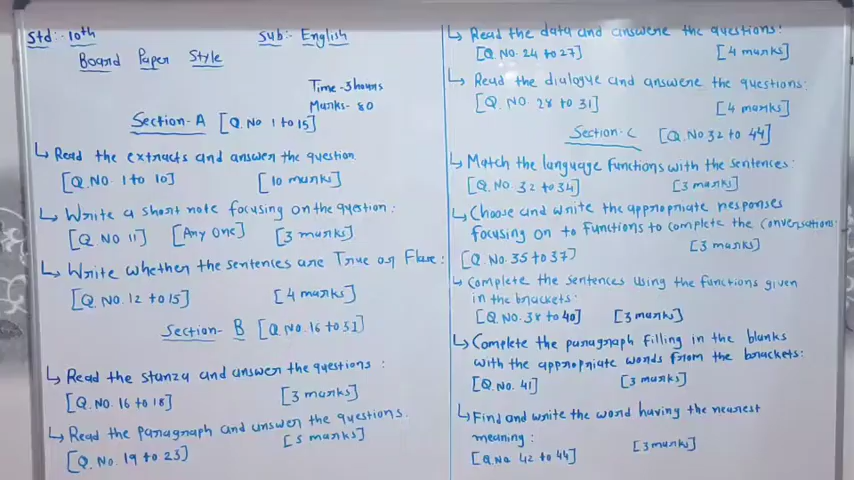 Std:- 10th
Sub:- English
Board Paper Style
Time - 3 hours
Marks - 80
Section - A [Q.No 1 to 15]
↳ Read the extracts and answer the question
[Q.NO. 1 to 10] [10 marks]
↳ Write a short note focusing on the question:
[Q NO 11] [Any One] [3 marks]
↳ Write whether the sentences are True or Flase:
[Q.NO. 12 to 15] [4 marks]
Section - B [Q.No.16 to 31]
↳ Read the stanza and answer the questions:
[Q.NO. 16 to 18] [3 marks]
↳ Read the paragraph and answer the questions.
[5 marks]
[Q.No. 19 to 23]
↳ Read the data and answere the questions:
[Q.NO. 24 to 27] [4 marks]
↳ Read the dialogue and answere the questions:
[Q.NO. 28 to 31] [4 marks]
Section - C [Q.NO.32 to 44]
↳ Match the language functions with the sentences:
[Q.NO. 32 to 34] [3 marks]
↳ Choose and write the appropriate responses
focusing on to functions to complete the conversations:
[3 marks]
[Q.NO. 35 to 37]
↳ Complete the sentences using the functions given
in the brackets:
[Q.NO. 38 to 40] [3 marks]
↳ Complete the paragraph filling in the blanks
with the appropriate words from the brackets:
[Q.NO. 41] [3 marks]
↳ Find and write the word having the nearest
meaning:
[Q.No. 42 to 44] [3 marks]